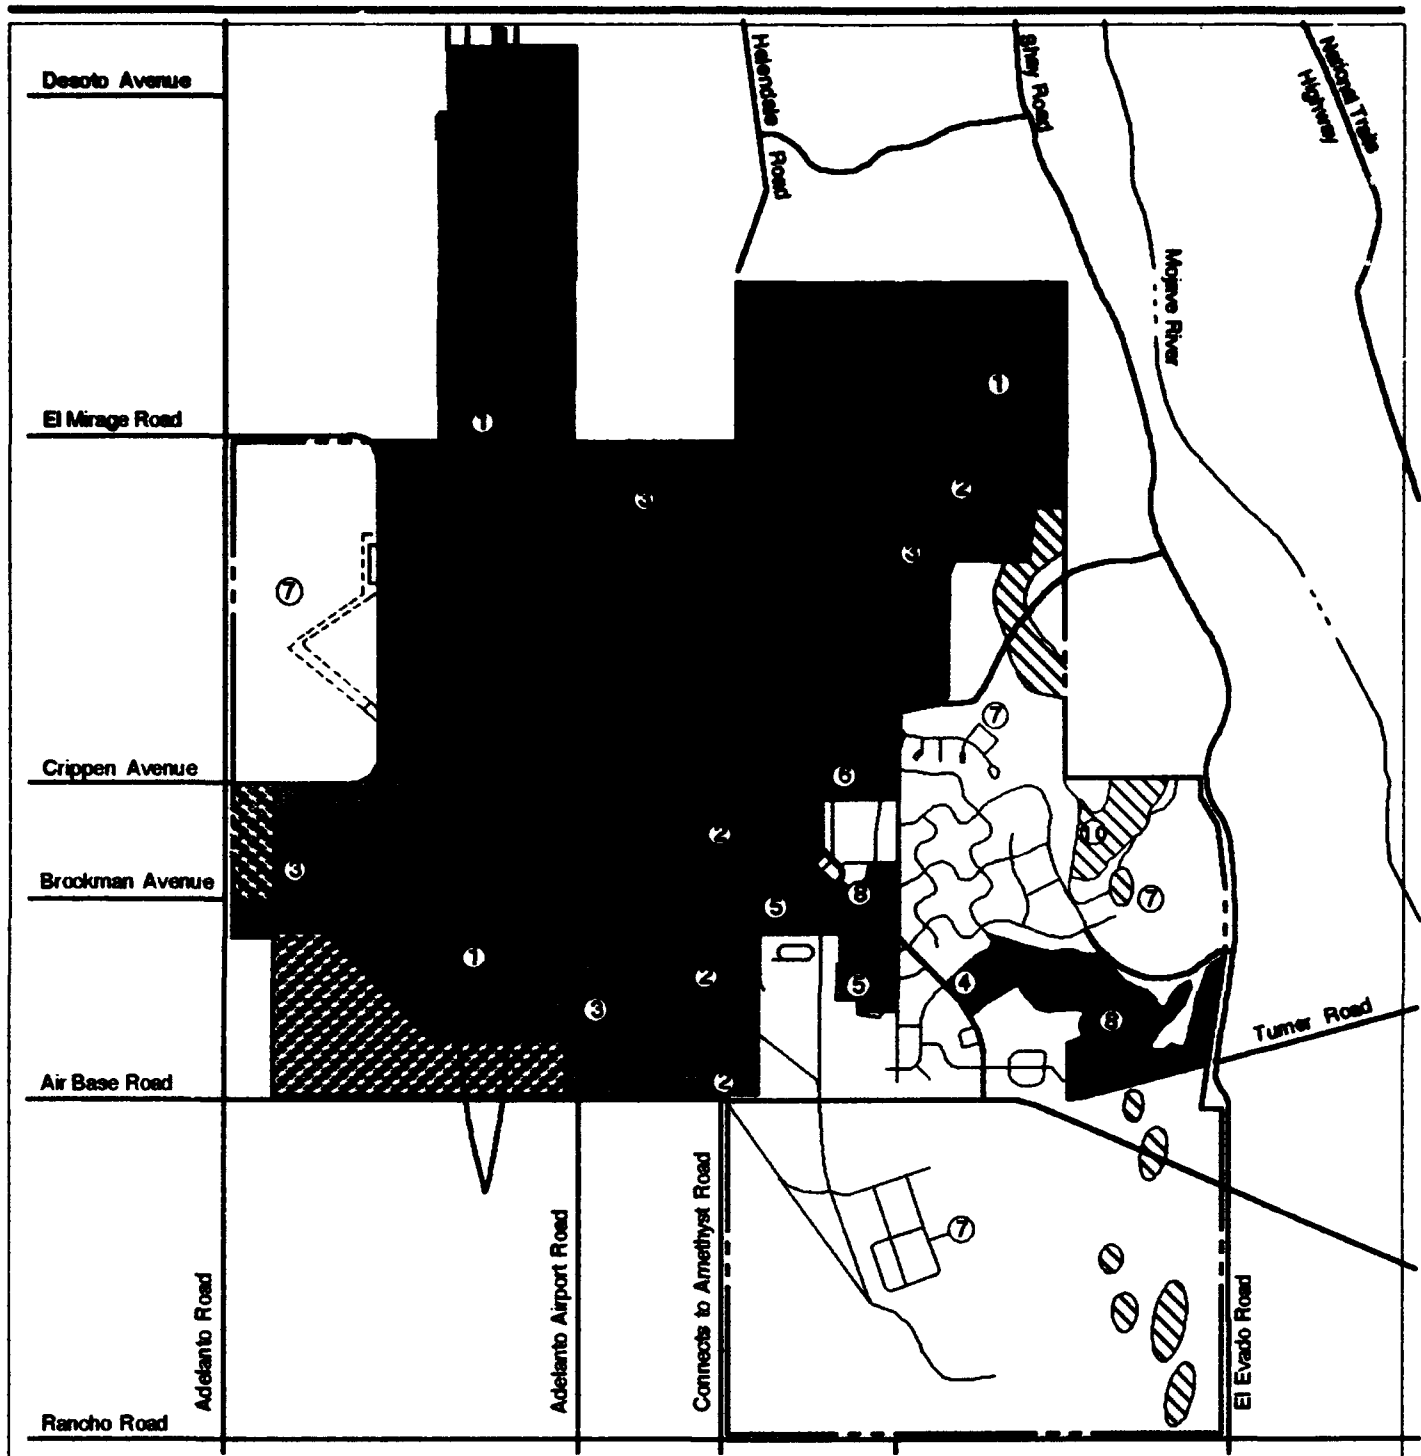 Desoto Avenue
Helendale Road
Shay Road
National Trails
Highway
Mojave River
El Mirage Road
1
1
2
3
3
7
7
Crippen Avenue
6
2
10
3
Brockman Avenue
8
5
7
1
2
5
4
3
8
Turner Road
Air Base Road
2
7
Adelanto Road
Adelanto Airport Road
Connects to Amethyst Road
El Evado Road
Rancho Road